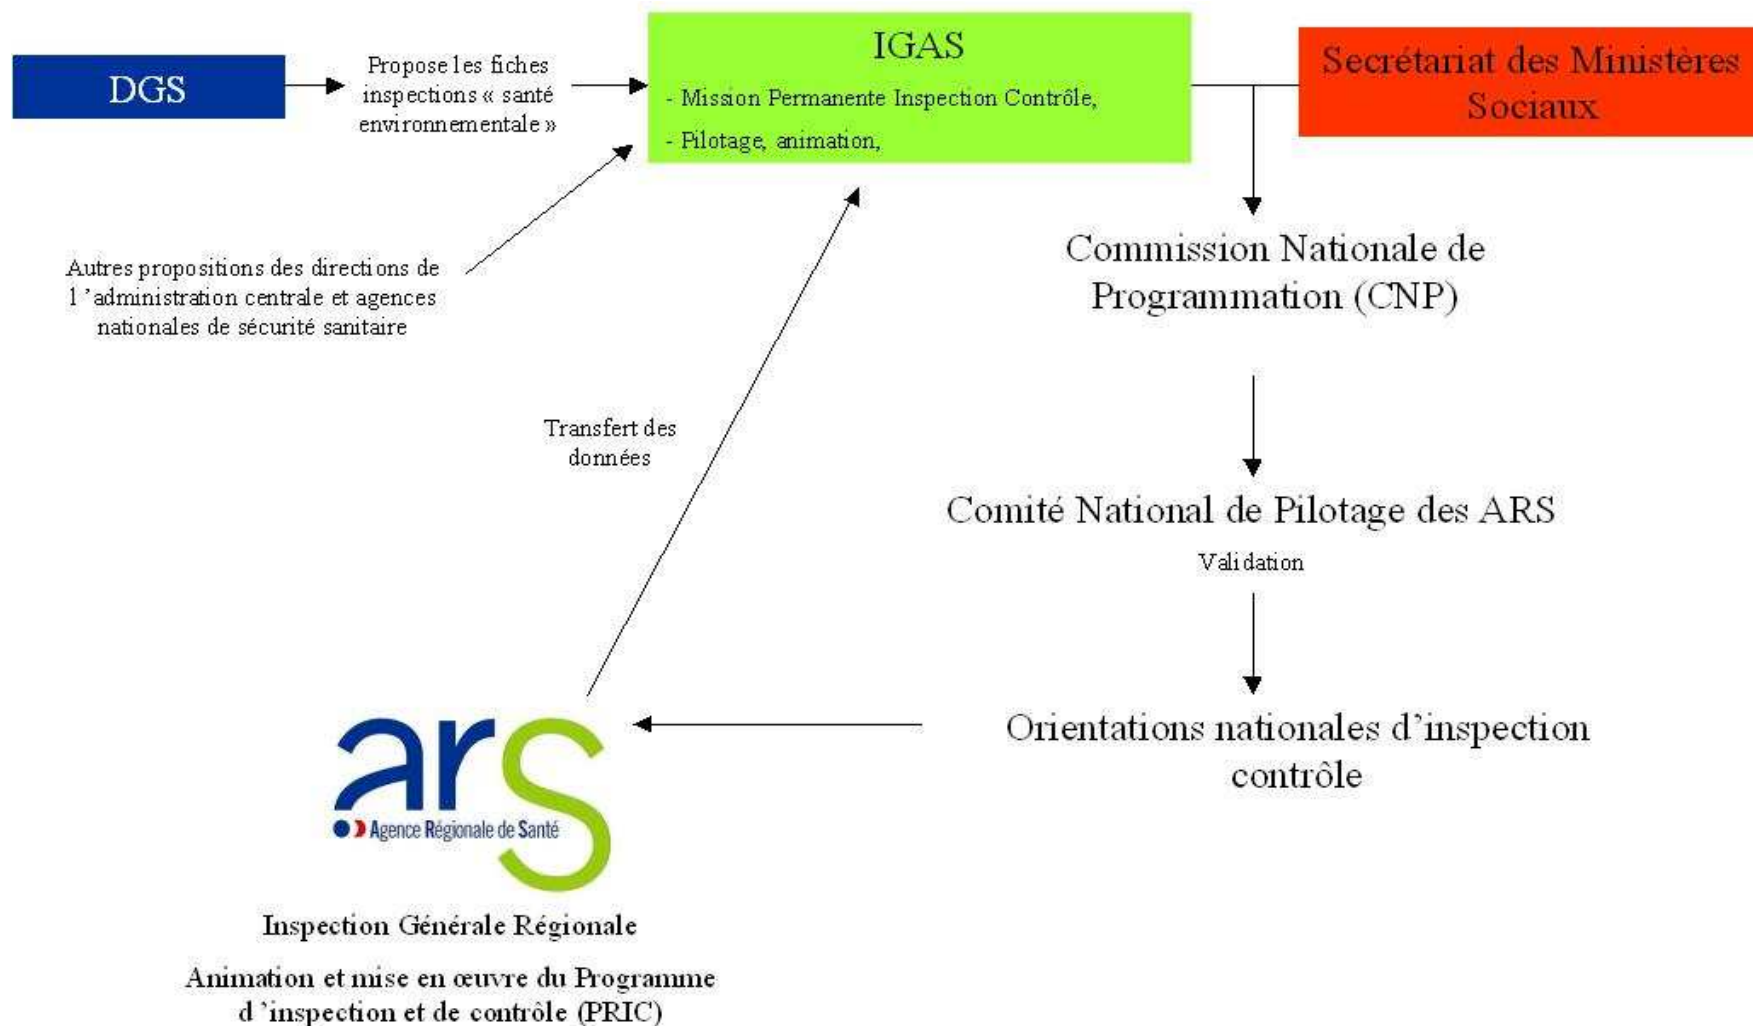 DGS
Propose les fiches
inspections « santé
environnementale »
IGAS
- Mission Permanente Inspection Contrôle,
- Pilotage, animation,
Secrétariat des Ministères
Sociaux
Autres propositions des directions de
l ’administration centrale et agences
nationales de sécurité sanitaire
Commission Nationale de
Programmation (CNP)
Transfert des
données
Comité National de Pilotage des ARS
Validation
Orientations nationales d’inspection
contrôle
ars
Agence Régionale de Santé
Inspection Générale Régionale
Animation et mise en œuvre du Programme
d ’inspection et de contrôle (PRIC)